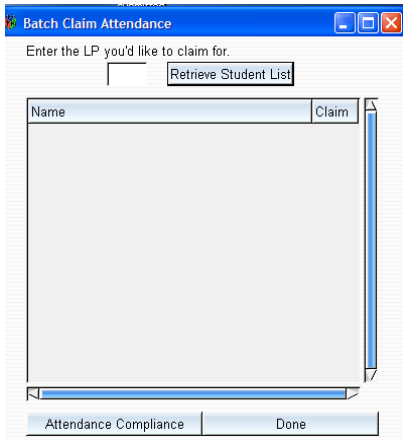 Batch Claim Attendance
Enter the LP you'd like to claim for.
Retrieve Student List
Name Claim
Attendance Compliance Done